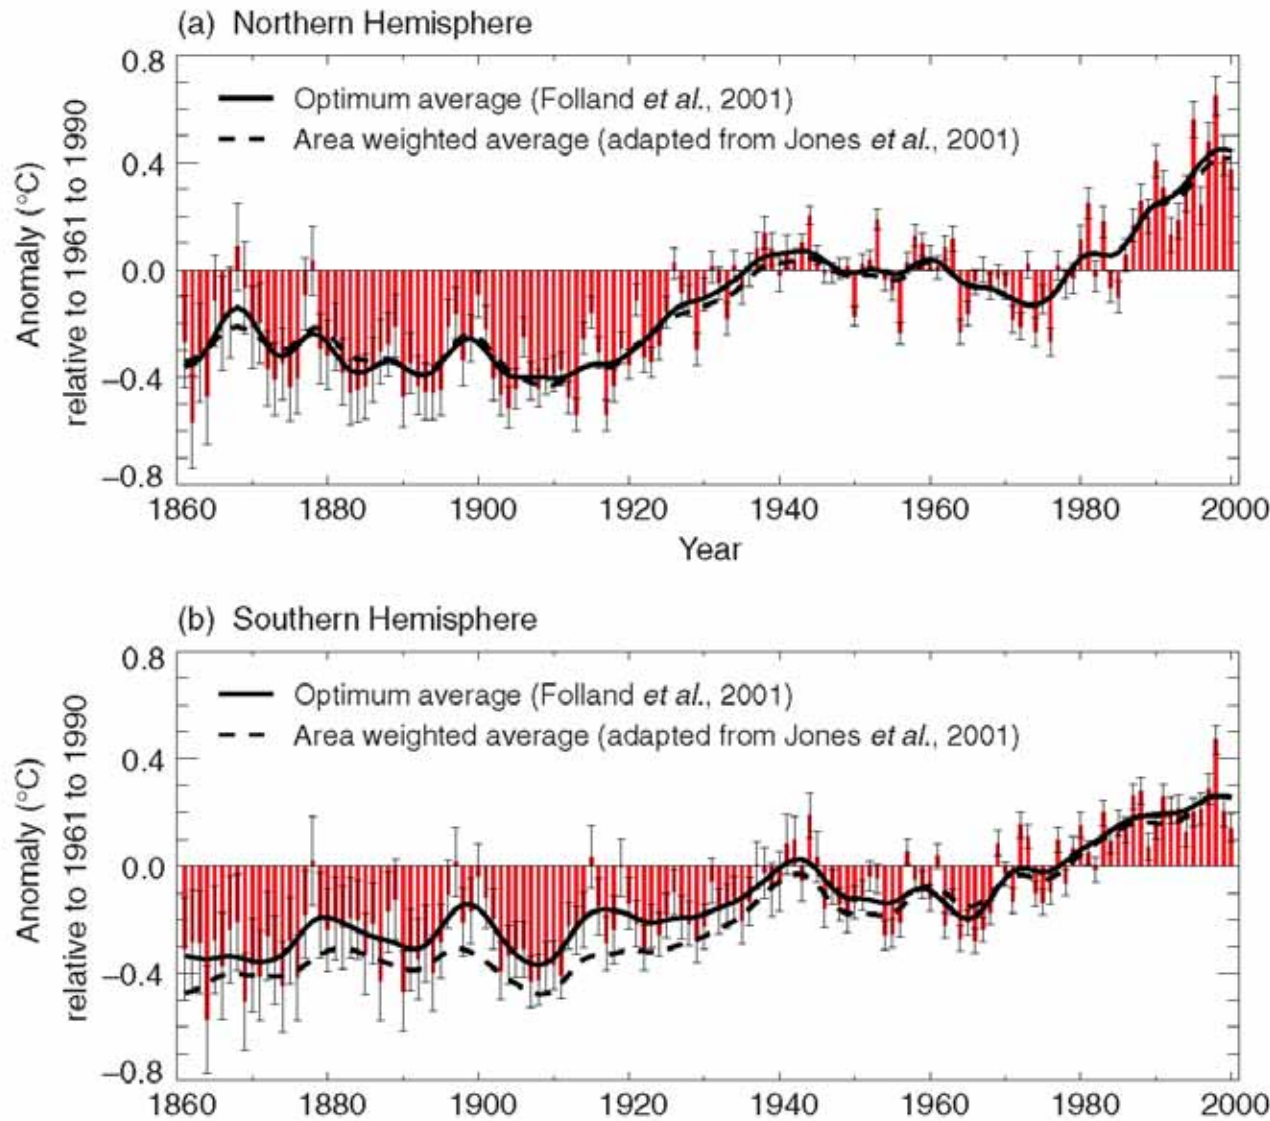 (a) Northern Hemisphere
0.8
Optimum average (Folland et al., 2001)
Area weighted average (adapted from Jones et al., 2001)
0.4
0.0
−0.4
−0.8
Anomaly (°C)
relative to 1961 to 1990
1860 1880 1900 1920 1940 1960 1980 2000
Year
(b) Southern Hemisphere
0.8
Optimum average (Folland et al., 2001)
Area weighted average (adapted from Jones et al., 2001)
0.4
0.0
−0.4
−0.8
Anomaly (°C)
relative to 1961 to 1990
1860 1880 1900 1920 1940 1960 1980 2000